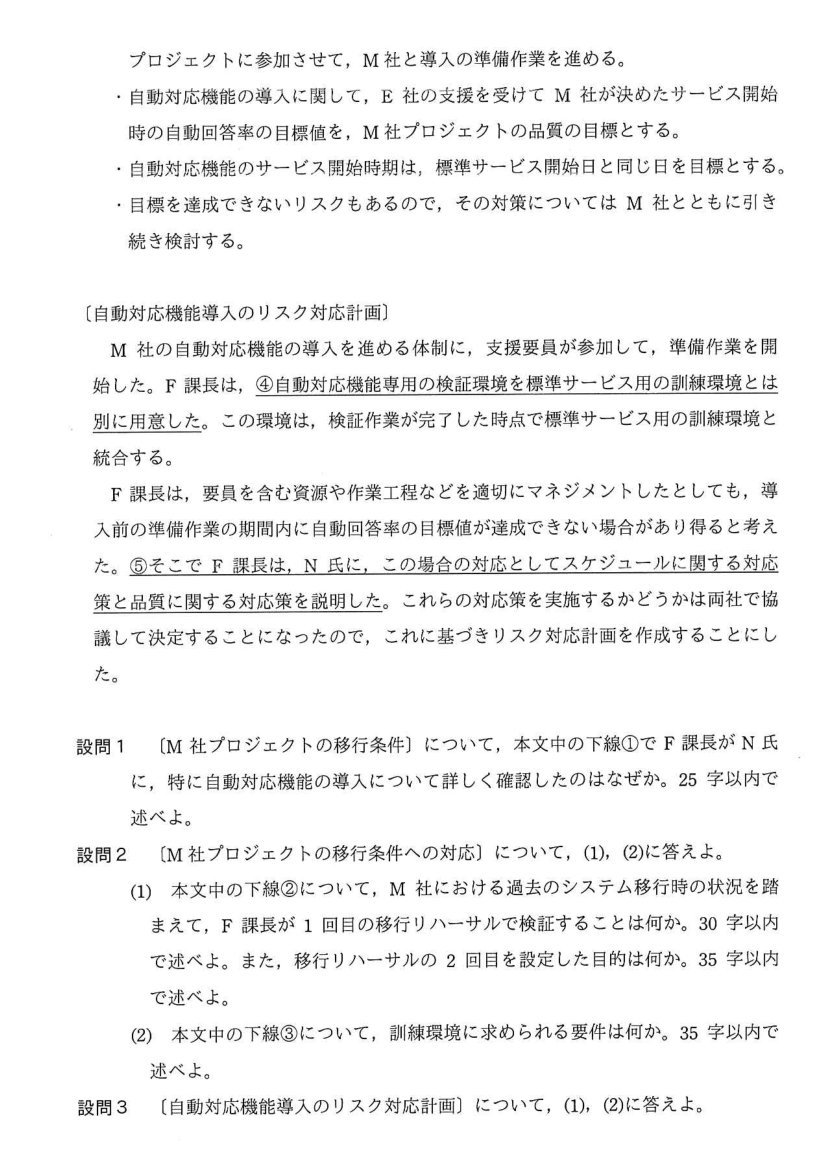 プロジェクトに参加させて，M 社と導入の準備作業を進める。
・自動対応機能の導入に関して，E 社の支援を受けて M 社が決めたサービス開始
時の自動回答率の目標値を，M 社プロジェクトの品質の目標とする。
・自動対応機能のサービス開始時期は，標準サービス開始日と同じ日を目標とする。
・目標を達成できないリスクもあるので，その対策については M 社とともに引き
続き検討する。
〔自動対応機能導入のリスク対応計画〕
M 社の自動対応機能の導入を進める体制に，支援要員が参加して，準備作業を開
始した。F 課長は，④自動対応機能専用の検証環境を標準サービス用の訓練環境とは
別に用意した。この環境は，検証作業が完了した時点で標準サービス用の訓練環境と
統合する。
F 課長は，要員を含む資源や作業工程などを適切にマネジメントしたとしても，導
入前の準備作業の期間内に自動回答率の目標値が達成できない場合があり得ると考え
た。⑤そこで F 課長は，N 氏に，この場合の対応としてスケジュールに関する対応
策と品質に関する対応策を説明した。これらの対応策を実施するかどうかは両社で協
議して決定することになったので，これに基づきリスク対応計画を作成することにし
た。
設問1 〔M 社プロジェクトの移行条件〕について，本文中の下線①で F 課長が N 氏
に，特に自動対応機能の導入について詳しく確認したのはなぜか。25 字以内で
述べよ。
設問2 〔M 社プロジェクトの移行条件への対応〕について，(1)，(2)に答えよ。
(1) 本文中の下線②について，M 社における過去のシステム移行時の状況を踏
まえて，F 課長が 1 回目の移行リハーサルで検証することは何か。30 字以内
で述べよ。また，移行リハーサルの 2 回目を設定した目的は何か。35 字以内
で述べよ。
(2) 本文中の下線③について，訓練環境に求められる要件は何か。35 字以内で
述べよ。
設問3 〔自動対応機能導入のリスク対応計画〕について，(1)，(2)に答えよ。